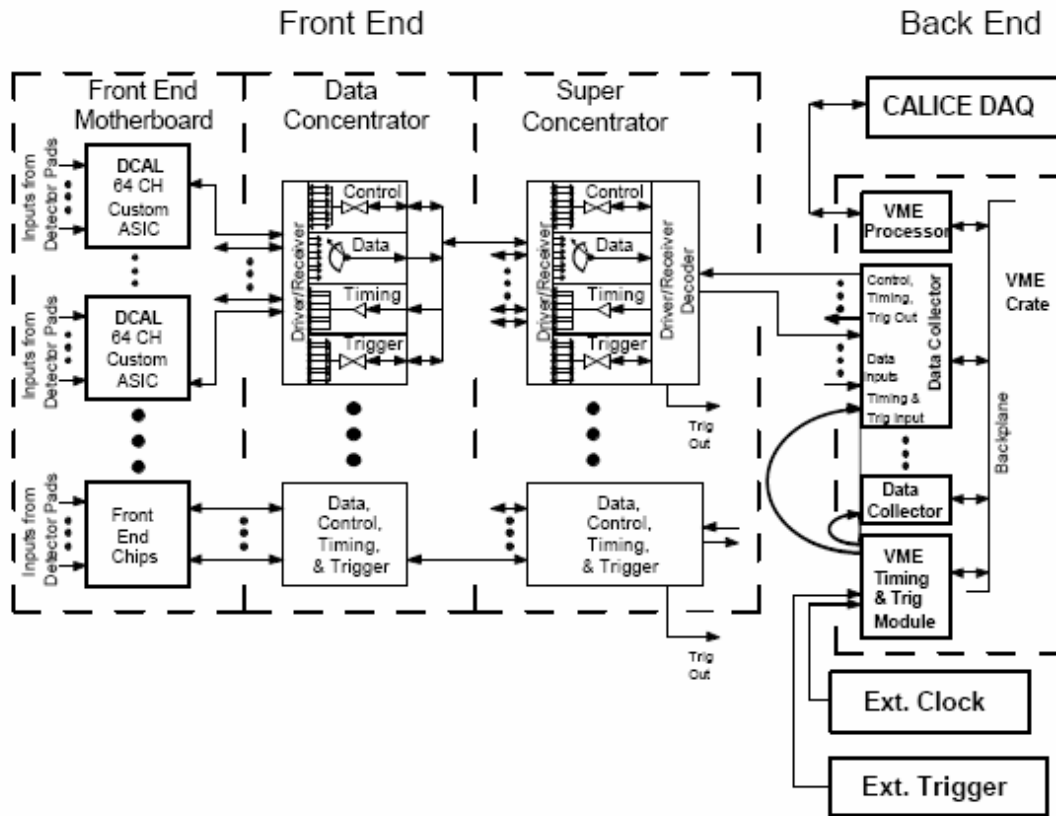 Front End
Back End
Front End
Motherboard
Data
Concentrator
Super
Concentrator
CALICE DAQ
Inputs from
Detector Pads
DCAL
64 CH
Custom
ASIC
Driver/Receiver
Control
Data
Timing
Trigger
Driver/Receiver
Control
Data
Timing
Trigger
Driver/Receiver
Decoder
VME
Processor
VME
Crate
Control,
Timing,
Trig Out
Data
Inputs
Timing &
Trig Input
Data Collector
Backplane
Inputs from
Detector Pads
DCAL
64 CH
Custom
ASIC
Trig
Out
Data
Collector
Inputs from
Detector Pads
Front
End
Chips
Data,
Control,
Timing,
& Trigger
Data,
Control,
Timing,
& Trigger
VME
Timing
& Trig
Module
Trig
Out
Ext. Clock
Ext. Trigger